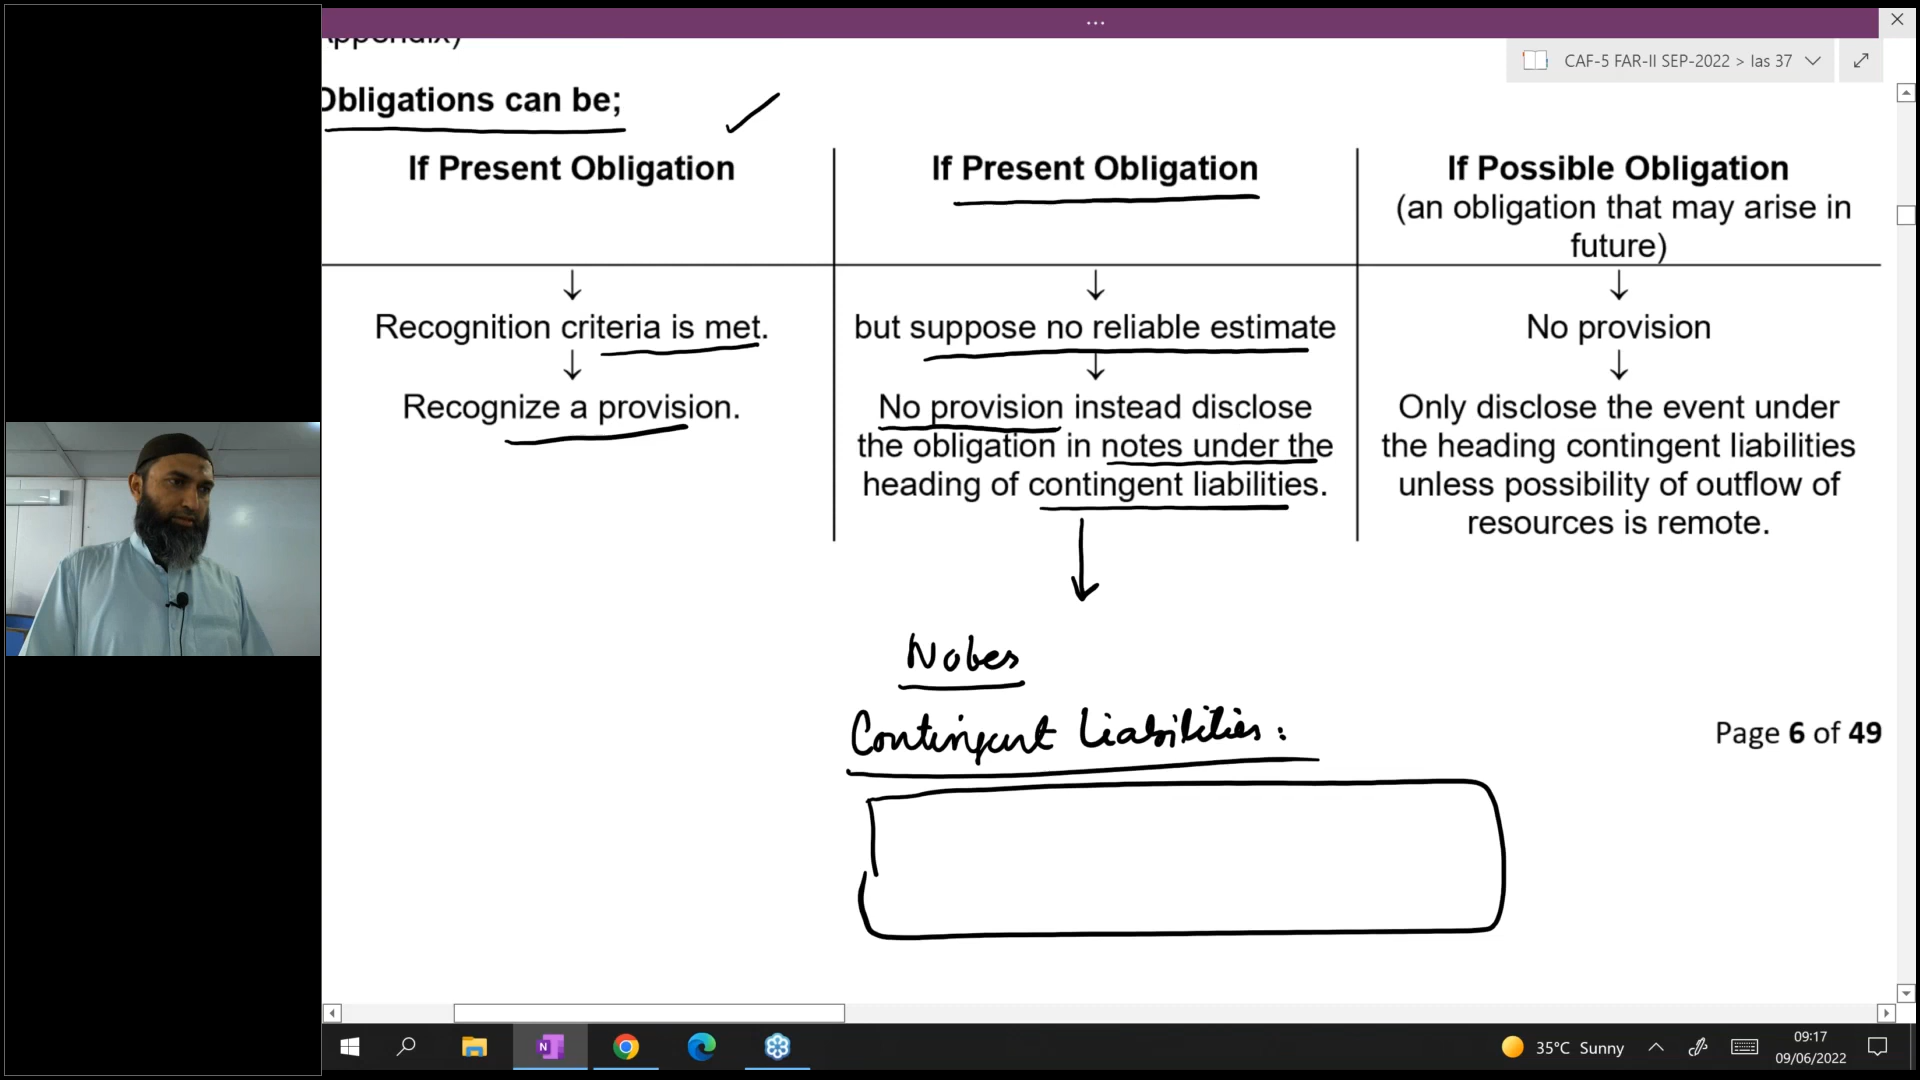 Appendix)
CAF-5 FAR-II SEP-2022 > Ias 37
Obligations can be;
If Present Obligation
Recognition criteria is met.
Recognize a provision.
If Present Obligation
but suppose no reliable estimate
No provision instead disclose
the obligation in notes under the
heading of contingent liabilities.
If Possible Obligation
(an obligation that may arise in
future)
No provision
Only disclose the event under
the heading contingent liabilities
unless possibility of outflow of
resources is remote.
Notes
Contingent Liabilities:
Page 6 of 49
35°C Sunny
09:17
09/06/2022